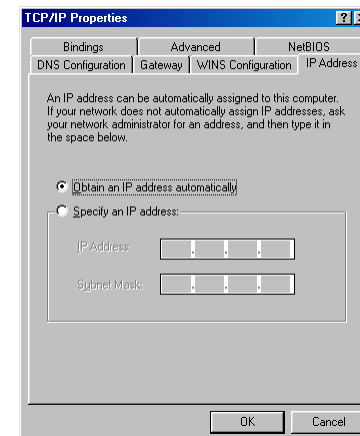 TCP/IP Properties
Bindings Advanced NetBIOS
DNS Configuration Gateway WINS Configuration IP Address
An IP address can be automatically assigned to this computer.
If your network does not automatically assign IP addresses, ask
your network administrator for an address, and then type it in
the space below.
Obtain an IP address automatically
Specify an IP address:
IP Address:
Subnet Mask:
OK Cancel